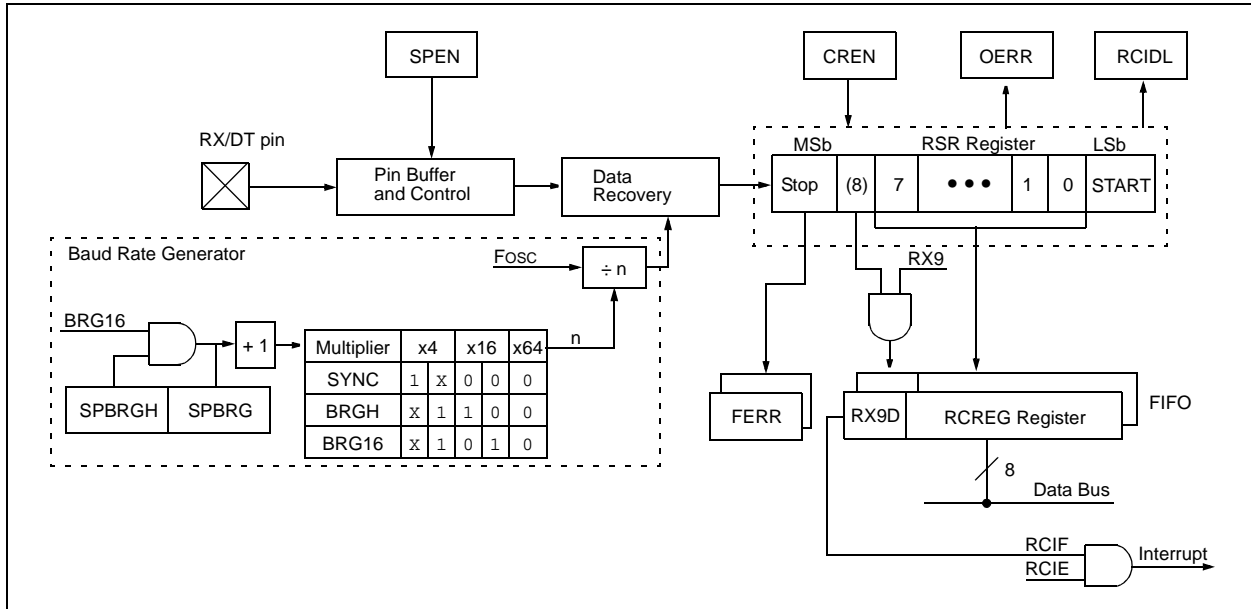 SPEN
CREN
OERR
RCIDL
RX/DT pin
Pin Buffer
and Control
Data
Recovery
MSb
RSR Register
LSb
Stop (8) 7 ••• 1 0 START
Baud Rate Generator
FOSC
÷ n
RX9
BRG16
+ 1
n
Multiplier x4 x16 x64
SYNC 1 X 0 0 0
BRGH X 1 1 0 0
BRG16 X 1 0 1 0
SPBRGH SPBRG
FERR
RX9D RCREG Register
FIFO
8
Data Bus
RCIF
RCIE
Interrupt